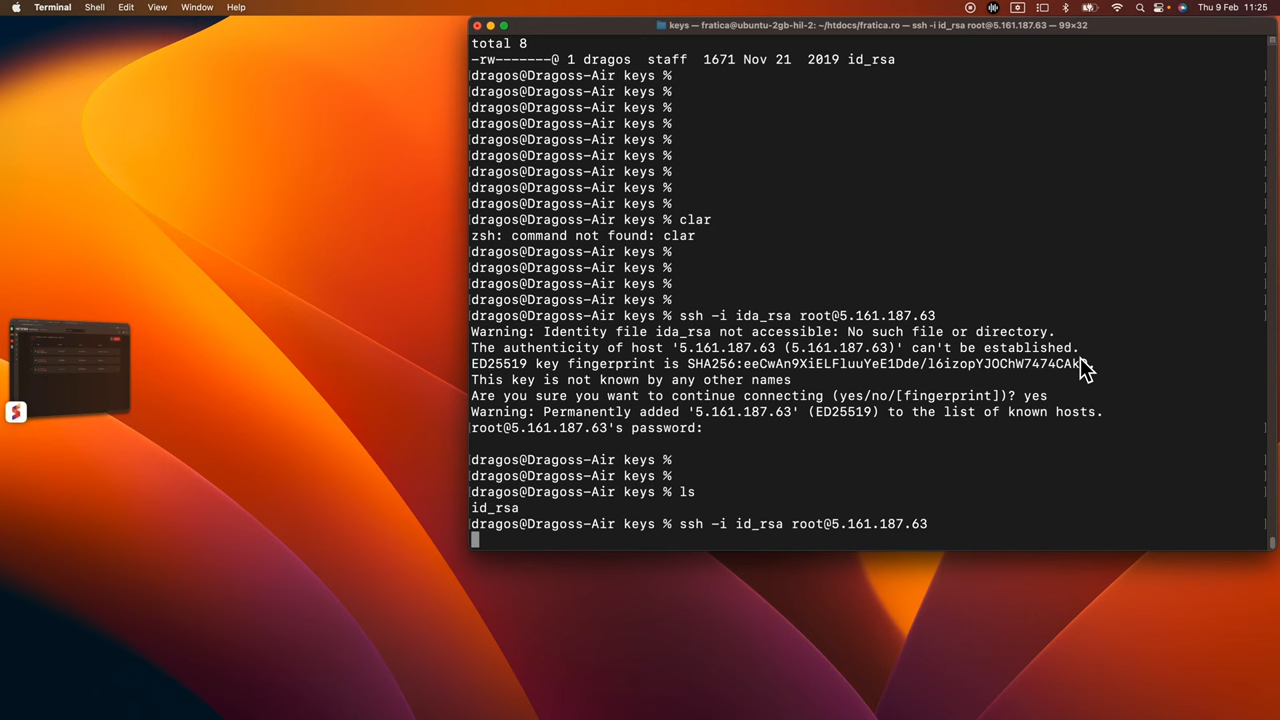 Terminal Shell Edit View Window Help Thu 9 Feb 11:25
keys — fratica@ubuntu-2gb-hil-2: ~/htdocs/fratica.ro — ssh -i id_rsa root@5.161.187.63 — 99×32
total 8
-rw-------@ 1 dragos  staff  1671 Nov 21  2019 id_rsa
dragos@Dragoss-Air keys %
dragos@Dragoss-Air keys %
dragos@Dragoss-Air keys %
dragos@Dragoss-Air keys %
dragos@Dragoss-Air keys %
dragos@Dragoss-Air keys %
dragos@Dragoss-Air keys %
dragos@Dragoss-Air keys %
dragos@Dragoss-Air keys %
dragos@Dragoss-Air keys % clar
zsh: command not found: clar
dragos@Dragoss-Air keys %
dragos@Dragoss-Air keys %
dragos@Dragoss-Air keys %
dragos@Dragoss-Air keys %
dragos@Dragoss-Air keys % ssh -i ida_rsa root@5.161.187.63
Warning: Identity file ida_rsa not accessible: No such file or directory.
The authenticity of host '5.161.187.63 (5.161.187.63)' can't be established.
ED25519 key fingerprint is SHA256:eeCwAn9XiELFluuYeE1Dde/l6izopYJOChW7474CAk
This key is not known by any other names
Are you sure you want to continue connecting (yes/no/[fingerprint])? yes
Warning: Permanently added '5.161.187.63' (ED25519) to the list of known hosts.
root@5.161.187.63's password:
dragos@Dragoss-Air keys %
dragos@Dragoss-Air keys %
dragos@Dragoss-Air keys % ls
id_rsa
dragos@Dragoss-Air keys % ssh -i id_rsa root@5.161.187.63